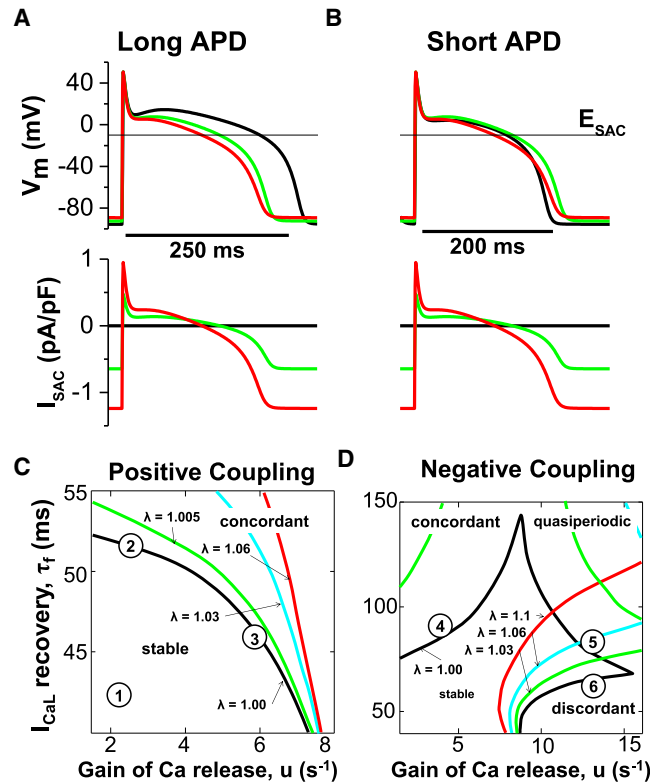 A
Long APD
B
Short APD
V_m (mV)
40
0
-40
-80
E_SAC
250 ms
200 ms
I_SAC (pA/pF)
0
-1
C
Positive Coupling
I_CaL recovery, τ_f (ms)
55
50
45
2
4
6
8
λ = 1.005
concordant
λ = 1.06
λ = 1.03
λ = 1.00
stable
1
2
3
Gain of Ca release, u (s⁻¹)
D
Negative Coupling
150
100
50
5
10
15
concordant
quasiperiodic
λ = 1.1
λ = 1.06
λ = 1.03
λ = 1.00
stable
discordant
4
5
6
Gain of Ca release, u (s⁻¹)